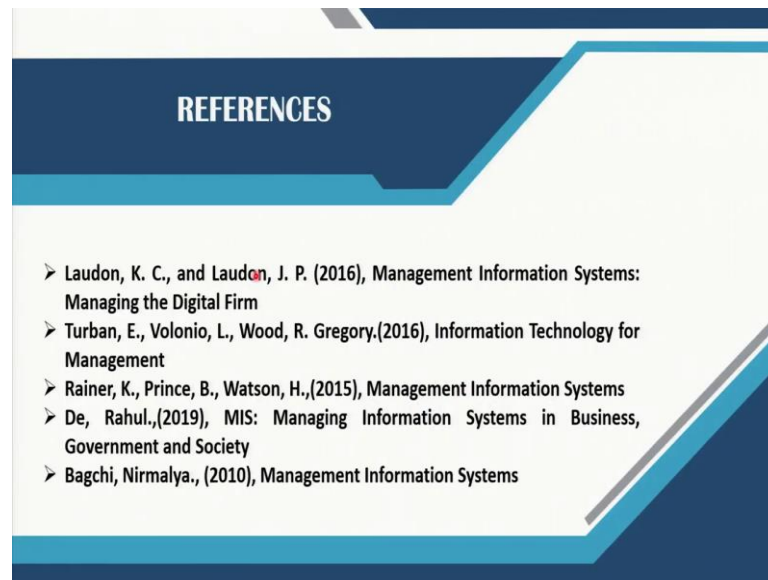 REFERENCES
➢ Laudon, K. C., and Laudon, J. P. (2016), Management Information Systems:
Managing the Digital Firm
➢ Turban, E., Volonio, L., Wood, R. Gregory.(2016), Information Technology for
Management
➢ Rainer, K., Prince, B., Watson, H.,(2015), Management Information Systems
➢ De, Rahul.,(2019), MIS: Managing Information Systems in Business,
Government and Society
➢ Bagchi, Nirmalya., (2010), Management Information Systems